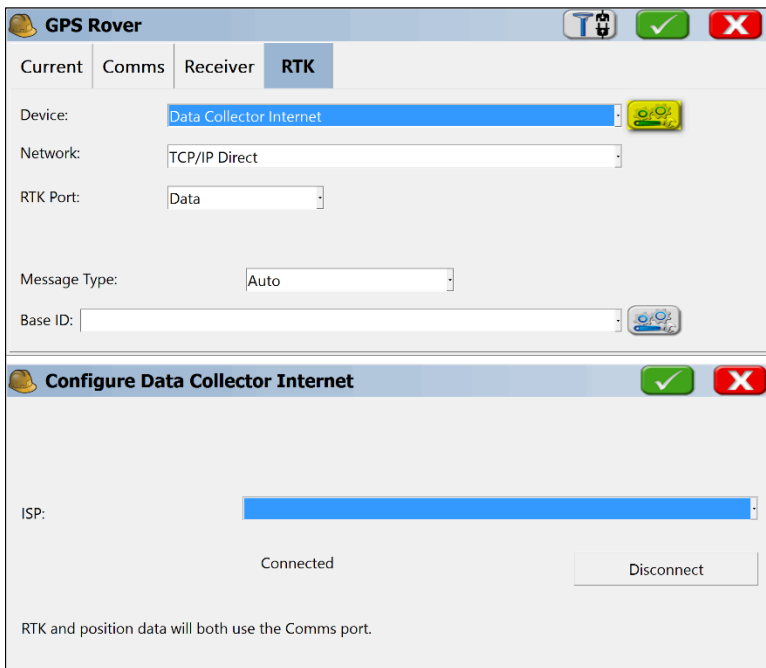 GPS Rover
Current Comms Receiver RTK
Device: Data Collector Internet
Network: TCP/IP Direct
RTK Port: Data
Message Type: Auto
Base ID:
Configure Data Collector Internet
ISP:
Connected Disconnect
RTK and position data will both use the Comms port.